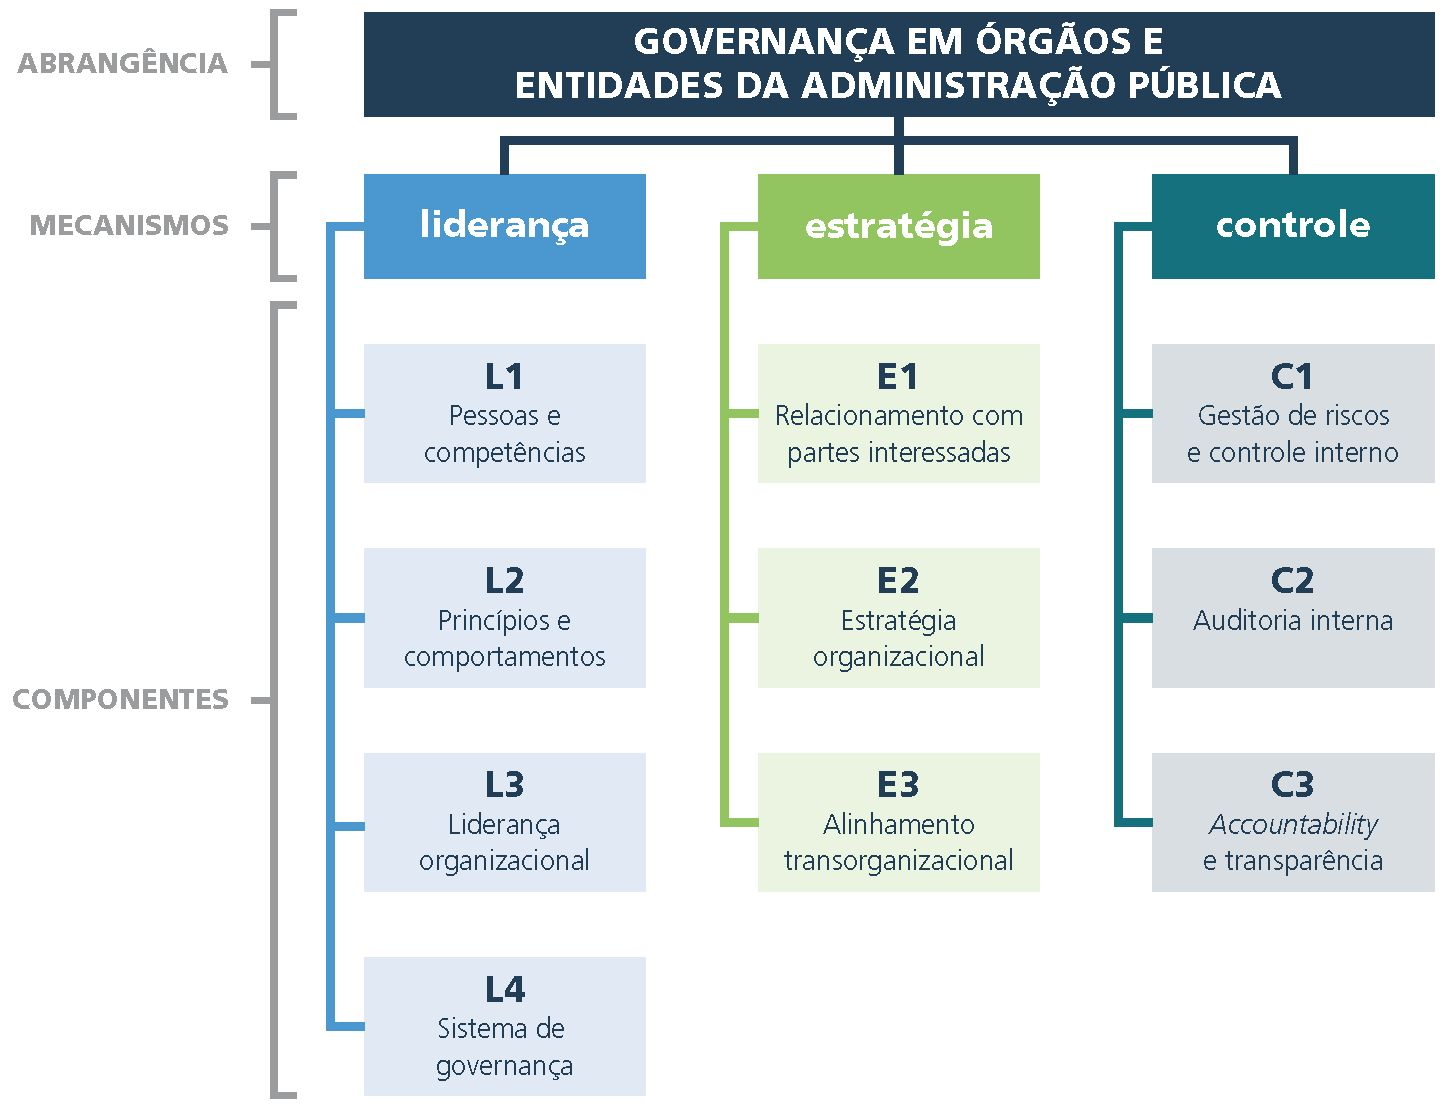 ABRANGÊNCIA
GOVERNANÇA EM ÓRGÃOS E
ENTIDADES DA ADMINISTRAÇÃO PÚBLICA
MECANISMOS
liderança
estratégia
controle
COMPONENTES
L1
Pessoas e
competências
L2
Princípios e
comportamentos
L3
Liderança
organizacional
L4
Sistema de
governança
E1
Relacionamento com
partes interessadas
E2
Estratégia
organizacional
E3
Alinhamento
transorganizacional
C1
Gestão de riscos
e controle interno
C2
Auditoria interna
C3
Accountability
e transparência